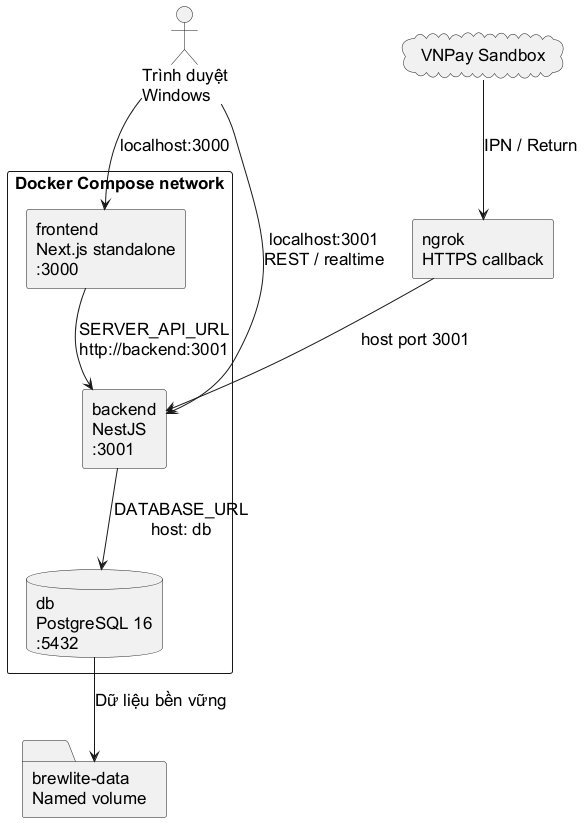 Trình duyệt
Windows
VNPay Sandbox
localhost:3000
IPN / Return
Docker Compose network
frontend
Next.js standalone
:3000
localhost:3001
REST / realtime
ngrok
HTTPS callback
SERVER_API_URL
http://backend:3001
host port 3001
backend
NestJS
:3001
DATABASE_URL
host: db
db
PostgreSQL 16
:5432
Dữ liệu bền vững
brewlite-data
Named volume